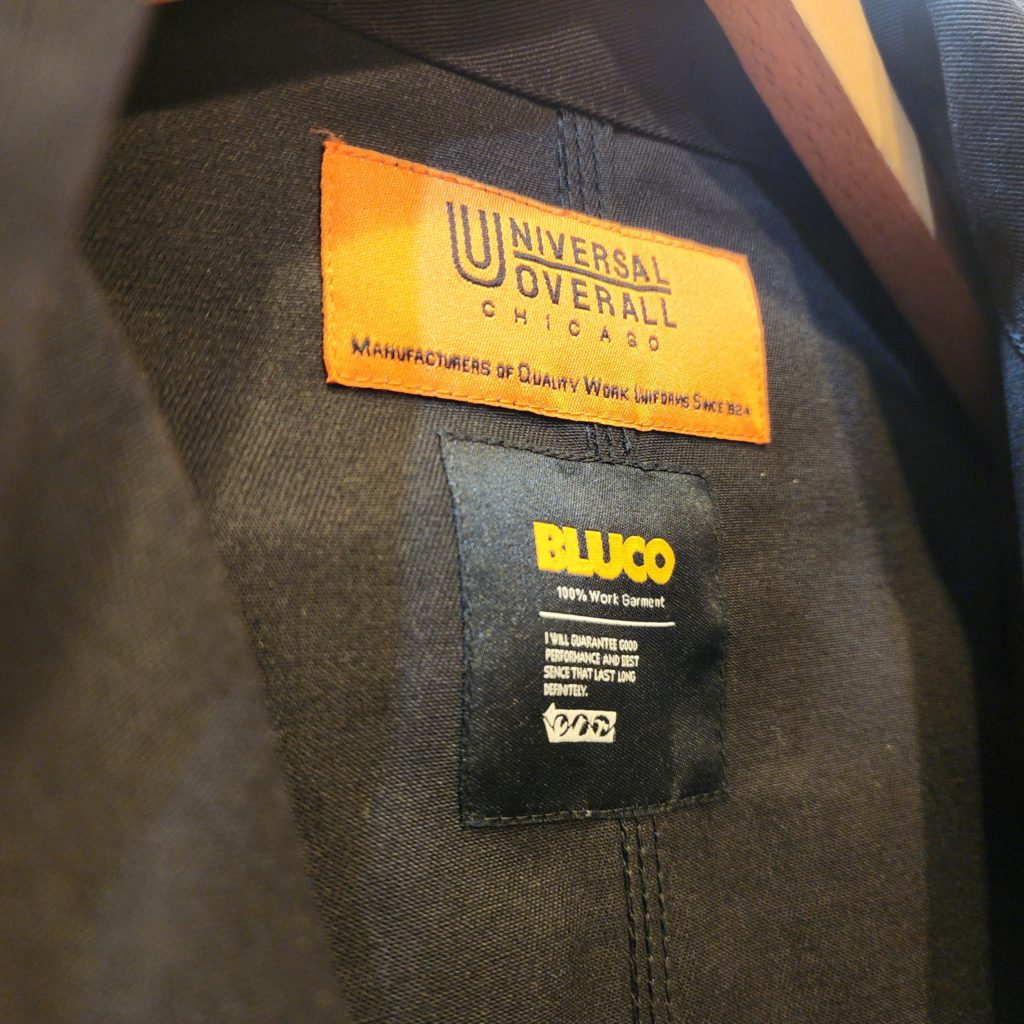 UNIVERSAL
OVERALL
CHICAGO
MANUFACTURERS OF QUALITY WORK UNIFORMS SINCE 1924
BLUCO
100% Work Garment
I WILL GUARANTEE GOOD
PERFORMANCE AND BEST
SENCE THAT LAST LONG
DEFINITELY.